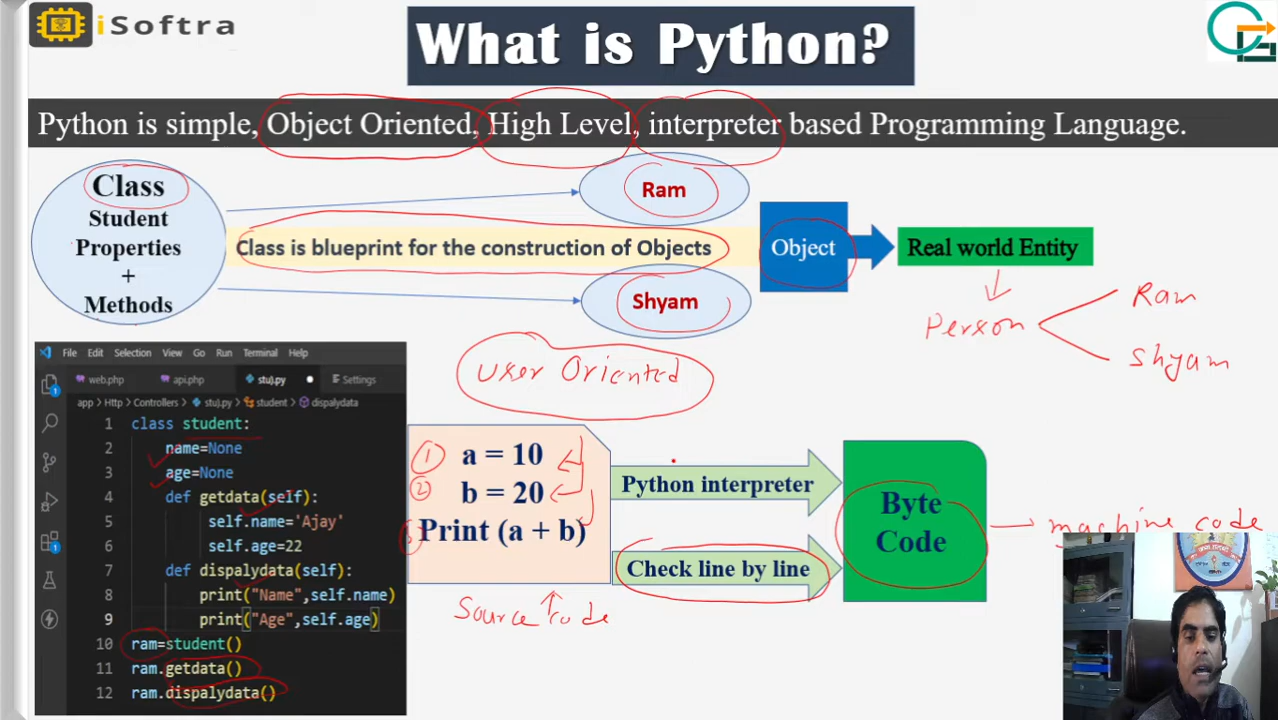 iSoftra
What is Python?
Python is simple, Object Oriented, High Level, interpreter based Programming Language.
Class
Student
Properties
+
Methods
Ram
Class is blueprint for the construction of Objects
Shyam
Object
Real world Entity
Person
Ram
Shyam
User Oriented
File Edit Selection View Go Run Terminal Help
web.php api.php stuj.py Settings
app > Http > Controllers > stuj.py > student > dispalydata
1 class student:
2 name=None
3 age=None
4 def getdata(self):
5 self.name='Ajay'
6 self.age=22
7 def dispalydata(self):
8 print("Name",self.name)
9 print("Age",self.age)
10 ram=student()
11 ram.getdata()
12 ram.dispalydata()
1 a = 10
2 b = 20
Print (a + b)
Source code
Python interpreter
Check line by line
Byte
Code
machine code